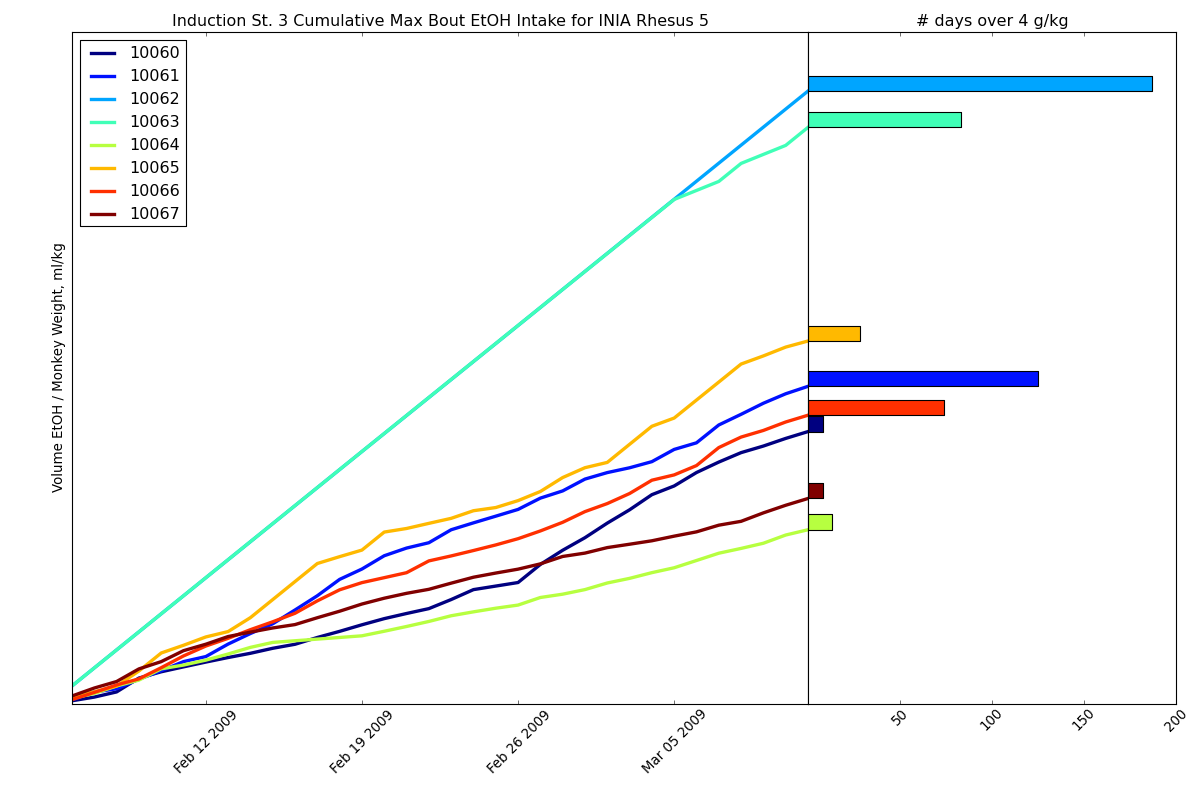 Induction St. 3 Cumulative Max Bout EtOH Intake for INIA Rhesus 5
# days over 4 g/kg
10060
10061
10062
10063
10064
10065
10066
10067
Volume EtOH / Monkey Weight, ml/kg
Feb 12 2009
Feb 19 2009
Feb 26 2009
Mar 05 2009
50
100
150
200